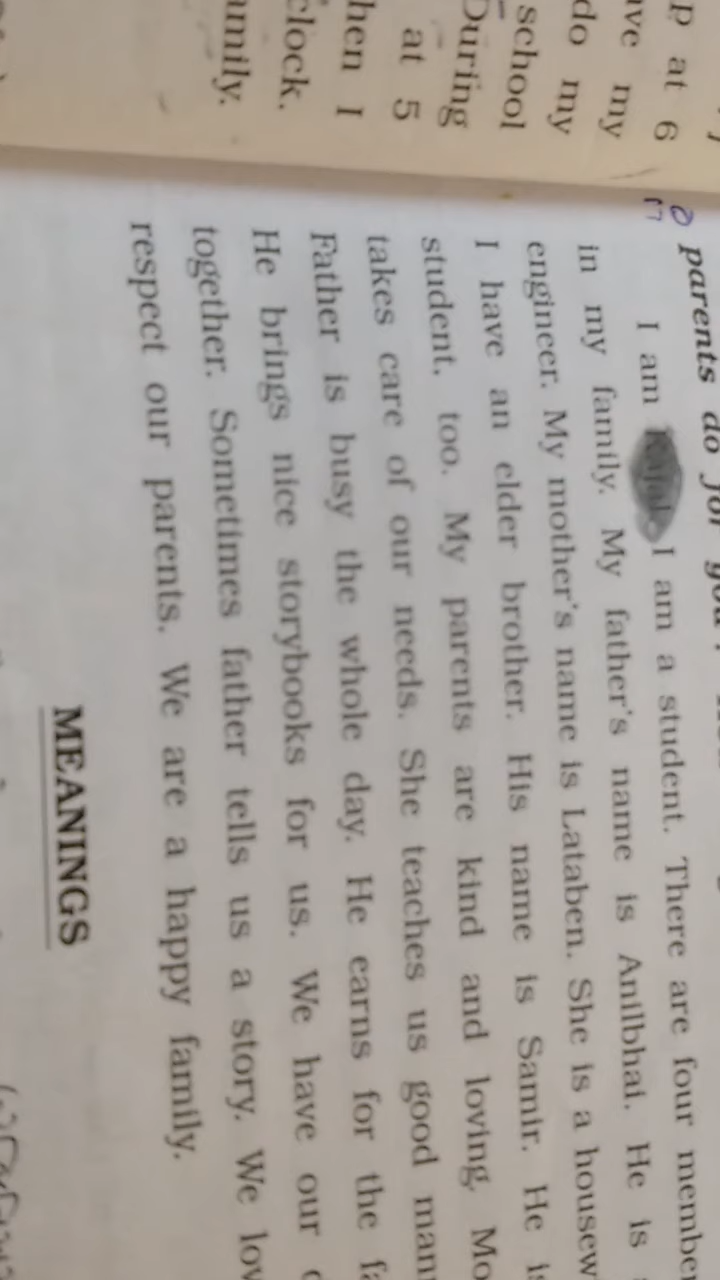 p at 6
ave my
do my
school
During
at 5
hen I
clock.
amily.
parents do for you
I am I am a student. There are four member
in my family. My father's name is Anilbhai. He is
engineer. My mother's name is Lataben. She is a housew
I have an elder brother. His name is Samir. He i
student, too. My parents are kind and loving. Mo
takes care of our needs. She teaches us good man
Father is busy the whole day. He earns for the fa
He brings nice storybooks for us. We have our
together. Sometimes father tells us a story. We lov
respect our parents. We are a happy family.
MEANINGS